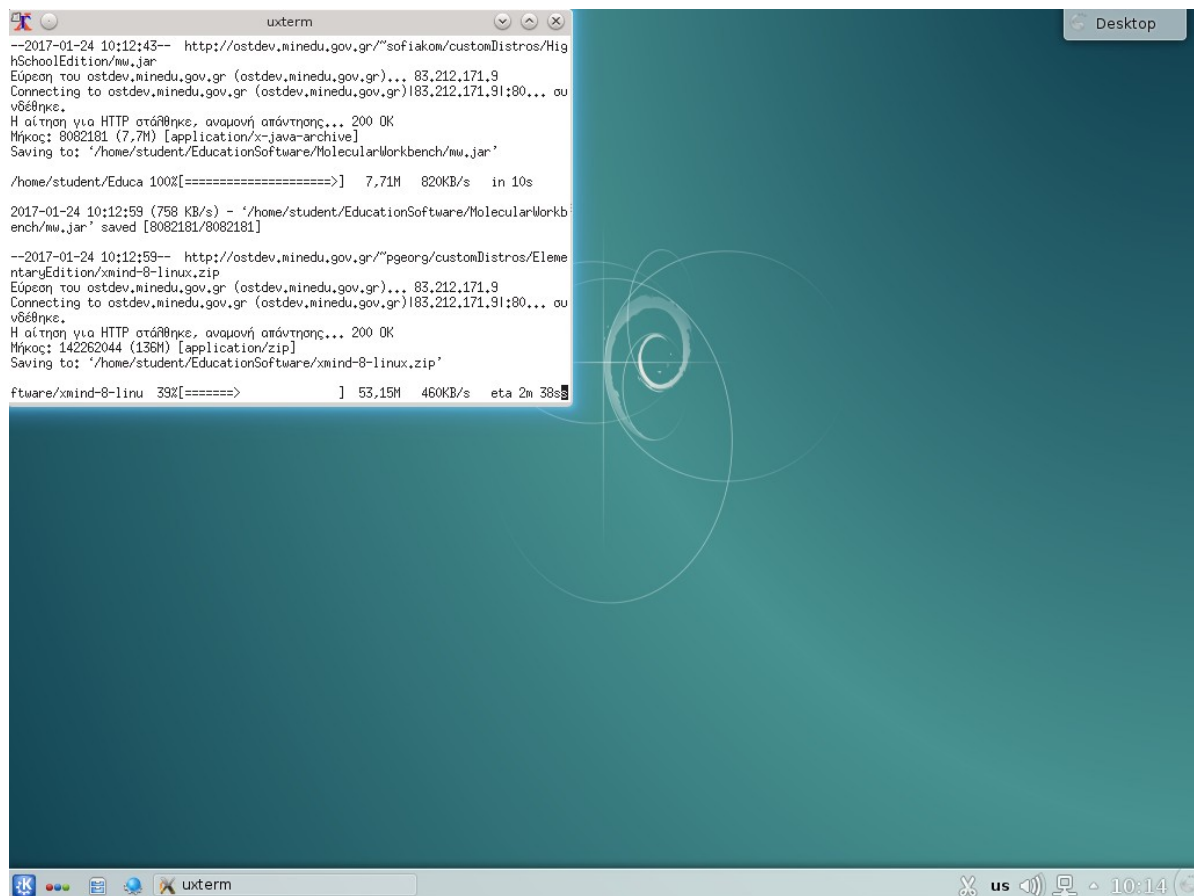 uxterm
Desktop
--2017-01-24 10:12:43--  http://ostdev.minedu.gov.gr/~sofiakom/customDistros/Hig
hSchoolEdition/mw.jar
Εύρεση του ostdev.minedu.gov.gr (ostdev.minedu.gov.gr)... 83.212.171.9
Connecting to ostdev.minedu.gov.gr (ostdev.minedu.gov.gr)|83.212.171.9|:80... συ
νδέθηκε.
Η αίτηση για HTTP στάλθηκε, αναμονή απάντησης... 200 OK
Μήκος: 8082181 (7,7M) [application/x-java-archive]
Saving to: ‘/home/student/EducationSoftware/MolecularWorkbench/mw.jar’
/home/student/Educa 100%[=====================>]   7,71M   820KB/s   in 10s
2017-01-24 10:12:59 (758 KB/s) - ‘/home/student/EducationSoftware/MolecularWorkb
ench/mw.jar’ saved [8082181/8082181]
--2017-01-24 10:12:59--  http://ostdev.minedu.gov.gr/~pgeorg/customDistros/Eleme
ntaryEdition/xmind-8-linux.zip
Εύρεση του ostdev.minedu.gov.gr (ostdev.minedu.gov.gr)... 83.212.171.9
Connecting to ostdev.minedu.gov.gr (ostdev.minedu.gov.gr)|83.212.171.9|:80... συ
νδέθηκε.
Η αίτηση για HTTP στάλθηκε, αναμονή απάντησης... 200 OK
Μήκος: 142262044 (136M) [application/zip]
Saving to: ‘/home/student/EducationSoftware/xmind-8-linux.zip’
ftware/xmind-8-linu  39%[=======>              ]  53,15M   460KB/s   eta 2m 38ss
uxterm
us
10:14